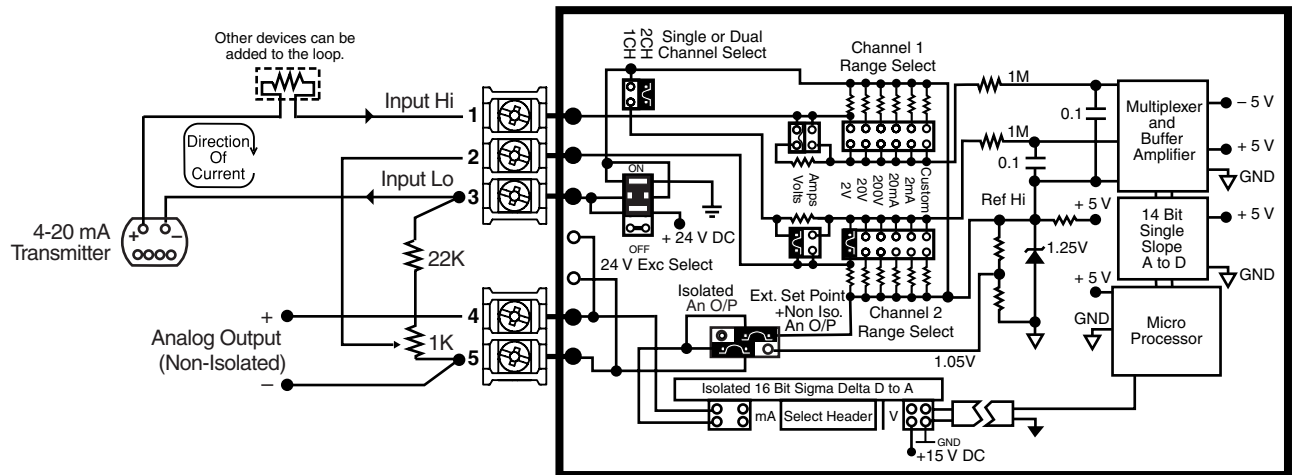 Other devices can be
added to the loop.
Input Hi
Direction
Of
Current
Input Lo
4-20 mA
Transmitter
+
−
22K
1K
+
Analog Output
(Non-Isolated)
−
1
2
3
4
5
1CH
2CH
Single or Dual
Channel Select
ON
OFF
+ 24 V DC
24 V Exc Select
Channel 1
Range Select
Volts
Amps
2V
20V
200V
20mA
2mA
Custom
Channel 2
Range Select
Isolated
An O/P
Ext. Set Point
+Non Iso.
An O/P
1.05V
1M
1M
0.1
0.1
Ref Hi
+ 5 V
1.25V
Multiplexer
and
Buffer
Amplifier
– 5 V
+ 5 V
GND
14 Bit
Single
Slope
A to D
+ 5 V
GND
+ 5 V
GND
Micro
Processor
Isolated 16 Bit Sigma Delta D to A
mA
Select Header
V
GND
+15 V DC